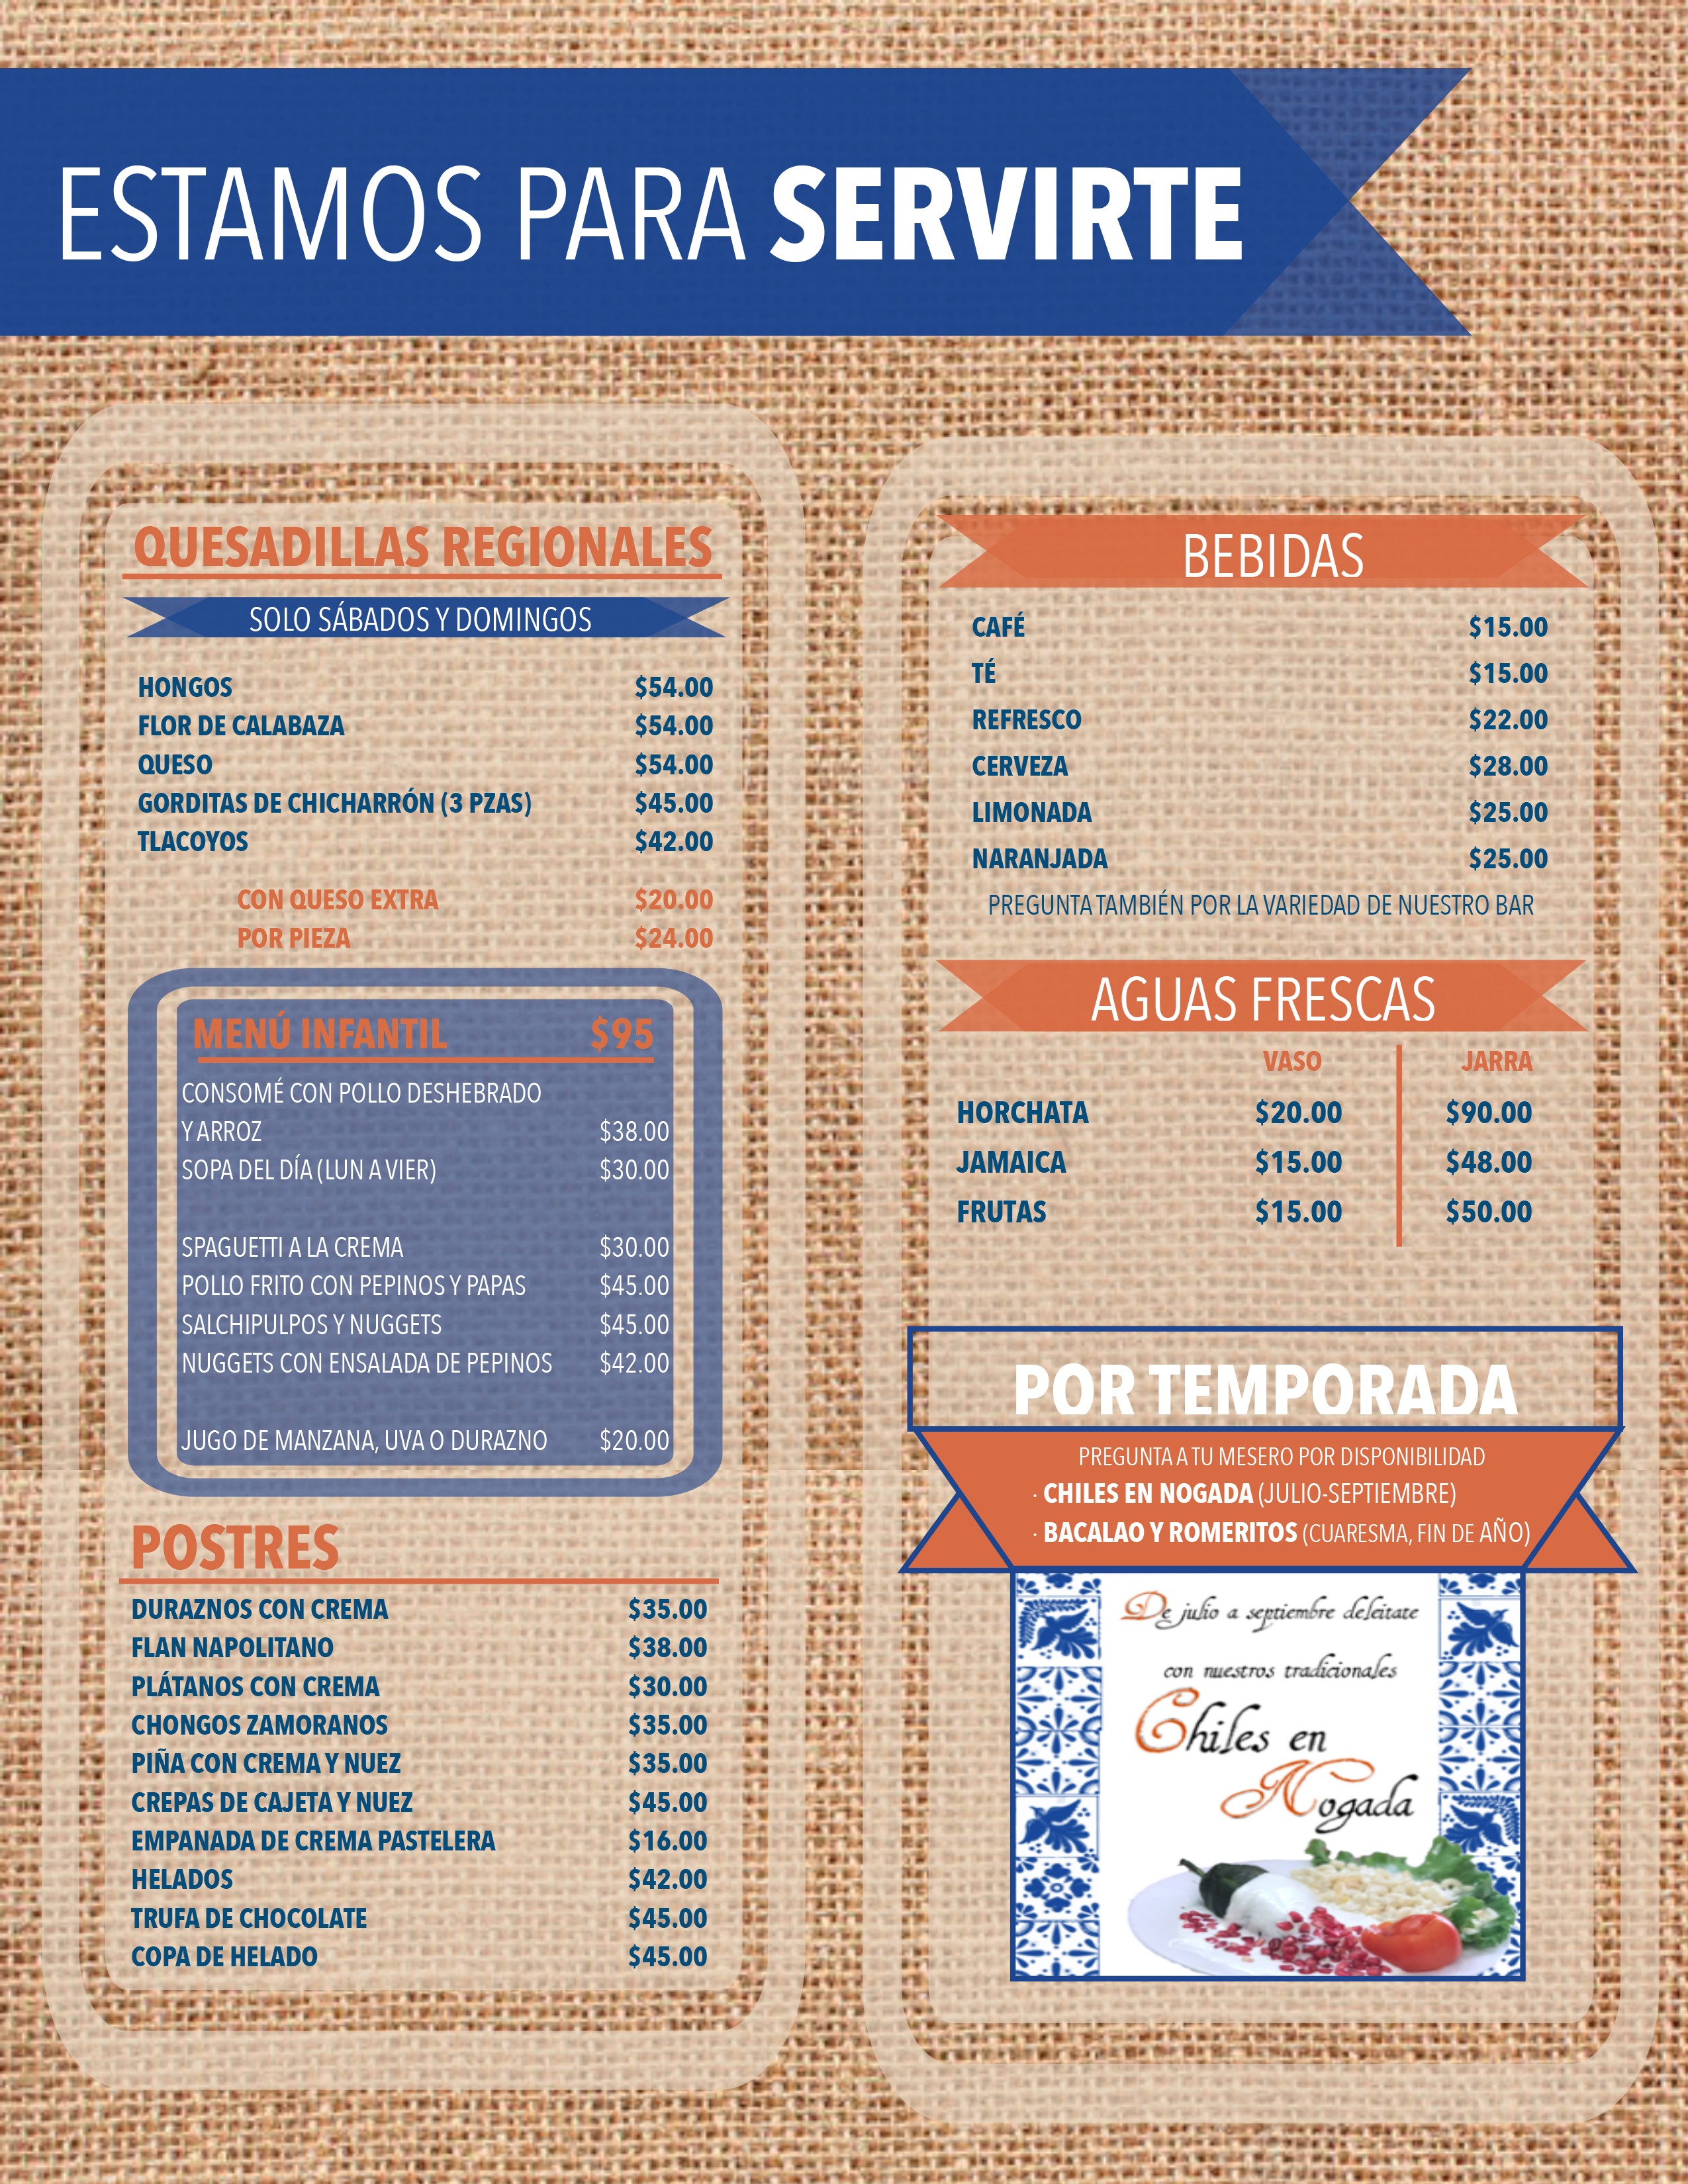 ESTAMOS PARA SERVIRTE
QUESADILLAS REGIONALES
SOLO SÁBADOS Y DOMINGOS
HONGOS $54.00
FLOR DE CALABAZA $54.00
QUESO $54.00
GORDITAS DE CHICHARRÓN (3 PZAS) $45.00
TLACOYOS $42.00
CON QUESO EXTRA $20.00
POR PIEZA $24.00
MENÚ INFANTIL $95
CONSOMÉ CON POLLO DESHEBRADO
Y ARROZ $38.00
SOPA DEL DÍA (LUN A VIER) $30.00
SPAGUETTI A LA CREMA $30.00
POLLO FRITO CON PEPINOS Y PAPAS $45.00
SALCHIPULPOS Y NUGGETS $45.00
NUGGETS CON ENSALADA DE PEPINOS $42.00
JUGO DE MANZANA, UVA O DURAZNO $20.00
POSTRES
DURAZNOS CON CREMA $35.00
FLAN NAPOLITANO $38.00
PLÁTANOS CON CREMA $30.00
CHONGOS ZAMORANOS $35.00
PIÑA CON CREMA Y NUEZ $35.00
CREPAS DE CAJETA Y NUEZ $45.00
EMPANADA DE CREMA PASTELERA $16.00
HELADOS $42.00
TRUFA DE CHOCOLATE $45.00
COPA DE HELADO $45.00
BEBIDAS
CAFÉ $15.00
TÉ $15.00
REFRESCO $22.00
CERVEZA $28.00
LIMONADA $25.00
NARANJADA $25.00
PREGUNTA TAMBIÉN POR LA VARIEDAD DE NUESTRO BAR
AGUAS FRESCAS
VASO JARRA
HORCHATA $20.00 $90.00
JAMAICA $15.00 $48.00
FRUTAS $15.00 $50.00
POR TEMPORADA
PREGUNTA A TU MESERO POR DISPONIBILIDAD
· CHILES EN NOGADA (JULIO-SEPTIEMBRE)
· BACALAO Y ROMERITOS (CUARESMA, FIN DE AÑO)
De julio a septiembre deleitate
con nuestros tradicionales
Chiles en
Nogada